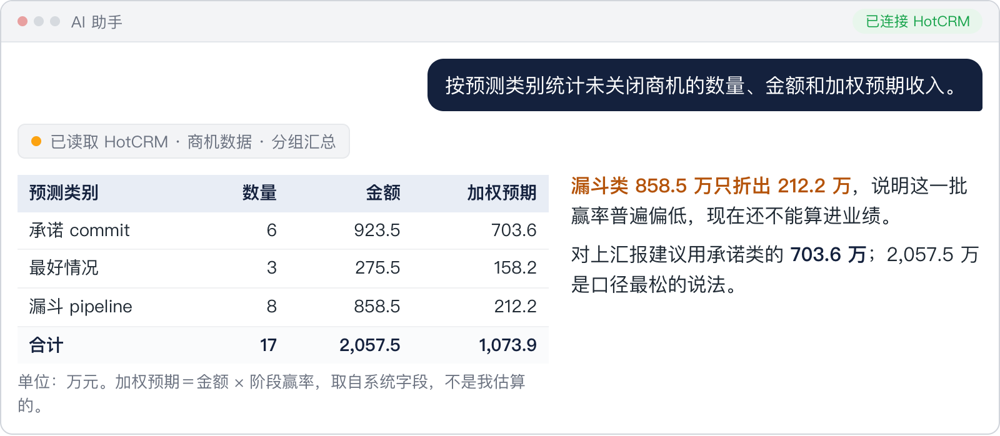 AI 助手
已连接 HotCRM
按预测类别统计未关闭商机的数量、金额和加权预期收入。
已读取 HotCRM · 商机数据 · 分组汇总
预测类别 数量 金额 加权预期
承诺 commit 6 923.5 703.6
最好情况 3 275.5 158.2
漏斗 pipeline 8 858.5 212.2
合计 17 2,057.5 1,073.9
单位：万元。加权预期＝金额 × 阶段赢率，取自系统字段，不是我估算
的。
漏斗类 858.5 万只折出 212.2 万，说明这一批
赢率普遍偏低，现在还不能算进业绩。
对上汇报建议用承诺类的 703.6 万；2,057.5 万
是口径最松的说法。